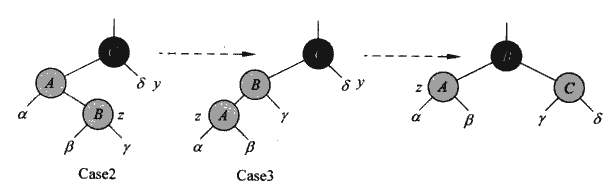 C C B
A δ y B δ y z A C
α B z z A γ α β γ δ
β γ α β
Case2 Case3